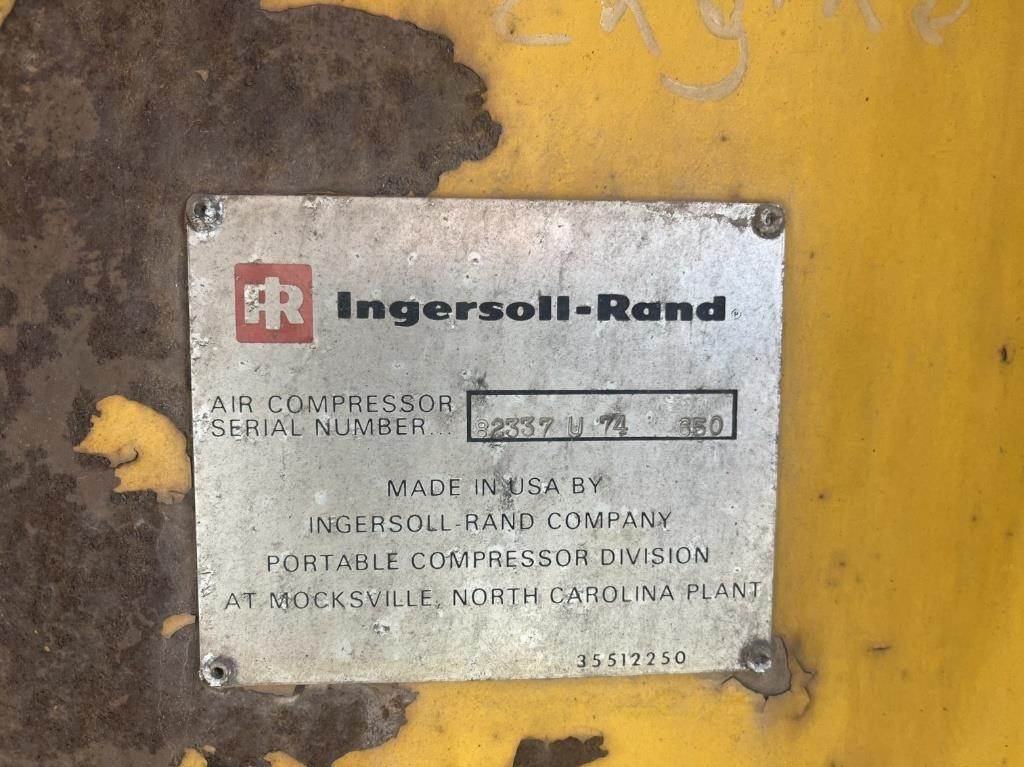 Engine
IR Ingersoll-Rand®
AIR COMPRESSOR
SERIAL NUMBER... 82337 U 74 650
MADE IN USA BY
INGERSOLL-RAND COMPANY
PORTABLE COMPRESSOR DIVISION
AT MOCKSVILLE, NORTH CAROLINA PLANT
35512250